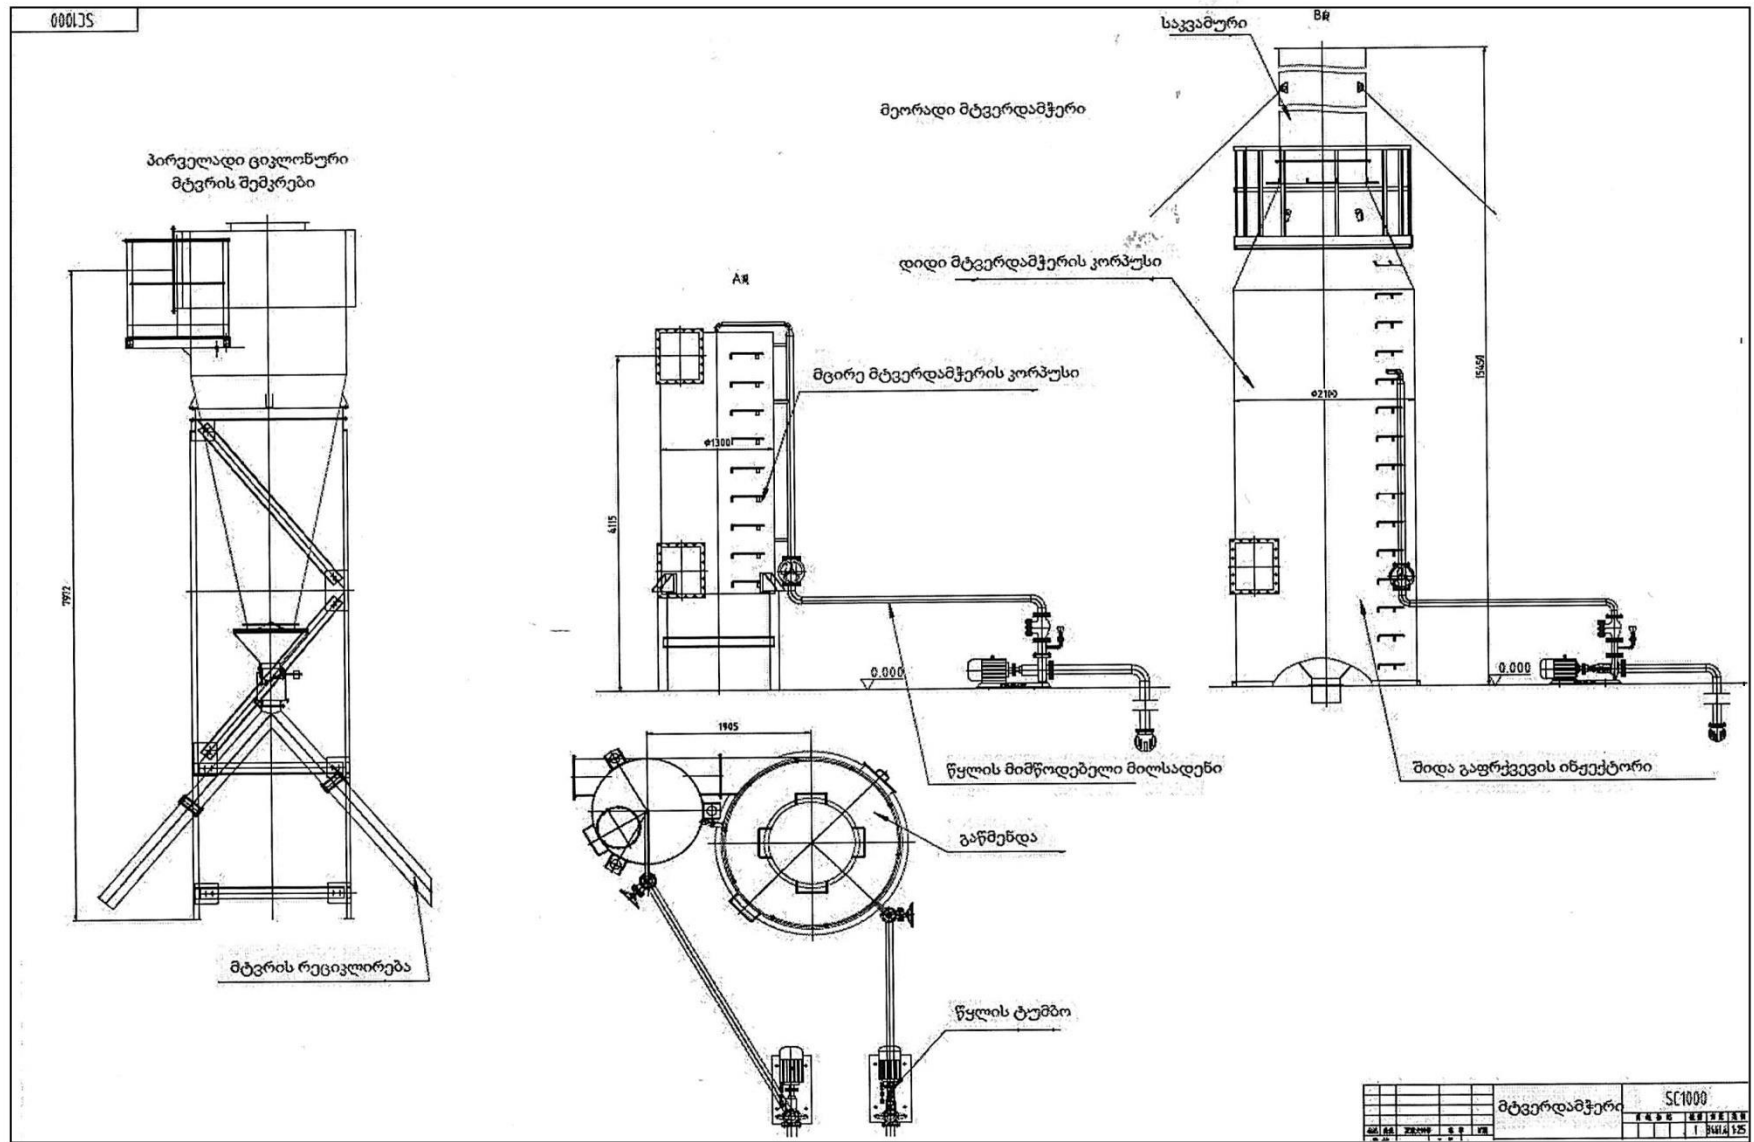 SC1000
საკვამური
B向
მეორადი მტვერდამჭერი
პირველადი ციკლონური
მტვრის შემკრები
დიდი მტვერდამჭერის კორპუსი
A向
მცირე მტვერდამჭერის კორპუსი
15450
φ2100
φ1300
4115
7972
0.000
0.000
1905
წყლის მიმწოდებელი მილსადენი
შიდა გაფრქვევის ინჟექტორი
გაწმენდა
მტვრის რეციკლირება
წყლის ტუმბო
მტვერდამჭერი
SC1000
1
1:25